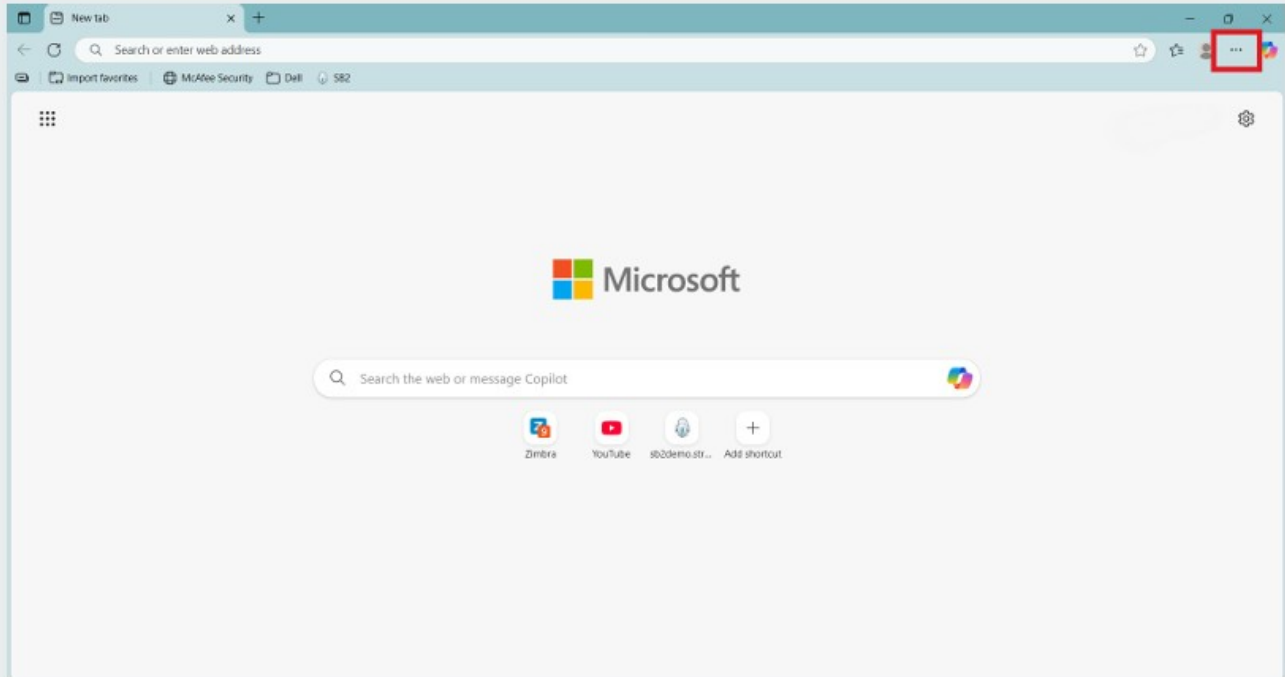 New tab
Search or enter web address
Import favorites McAfee Security Dell SB2
Microsoft
Search the web or message Copilot
Zimbra YouTube sb2demo.str... Add shortcut